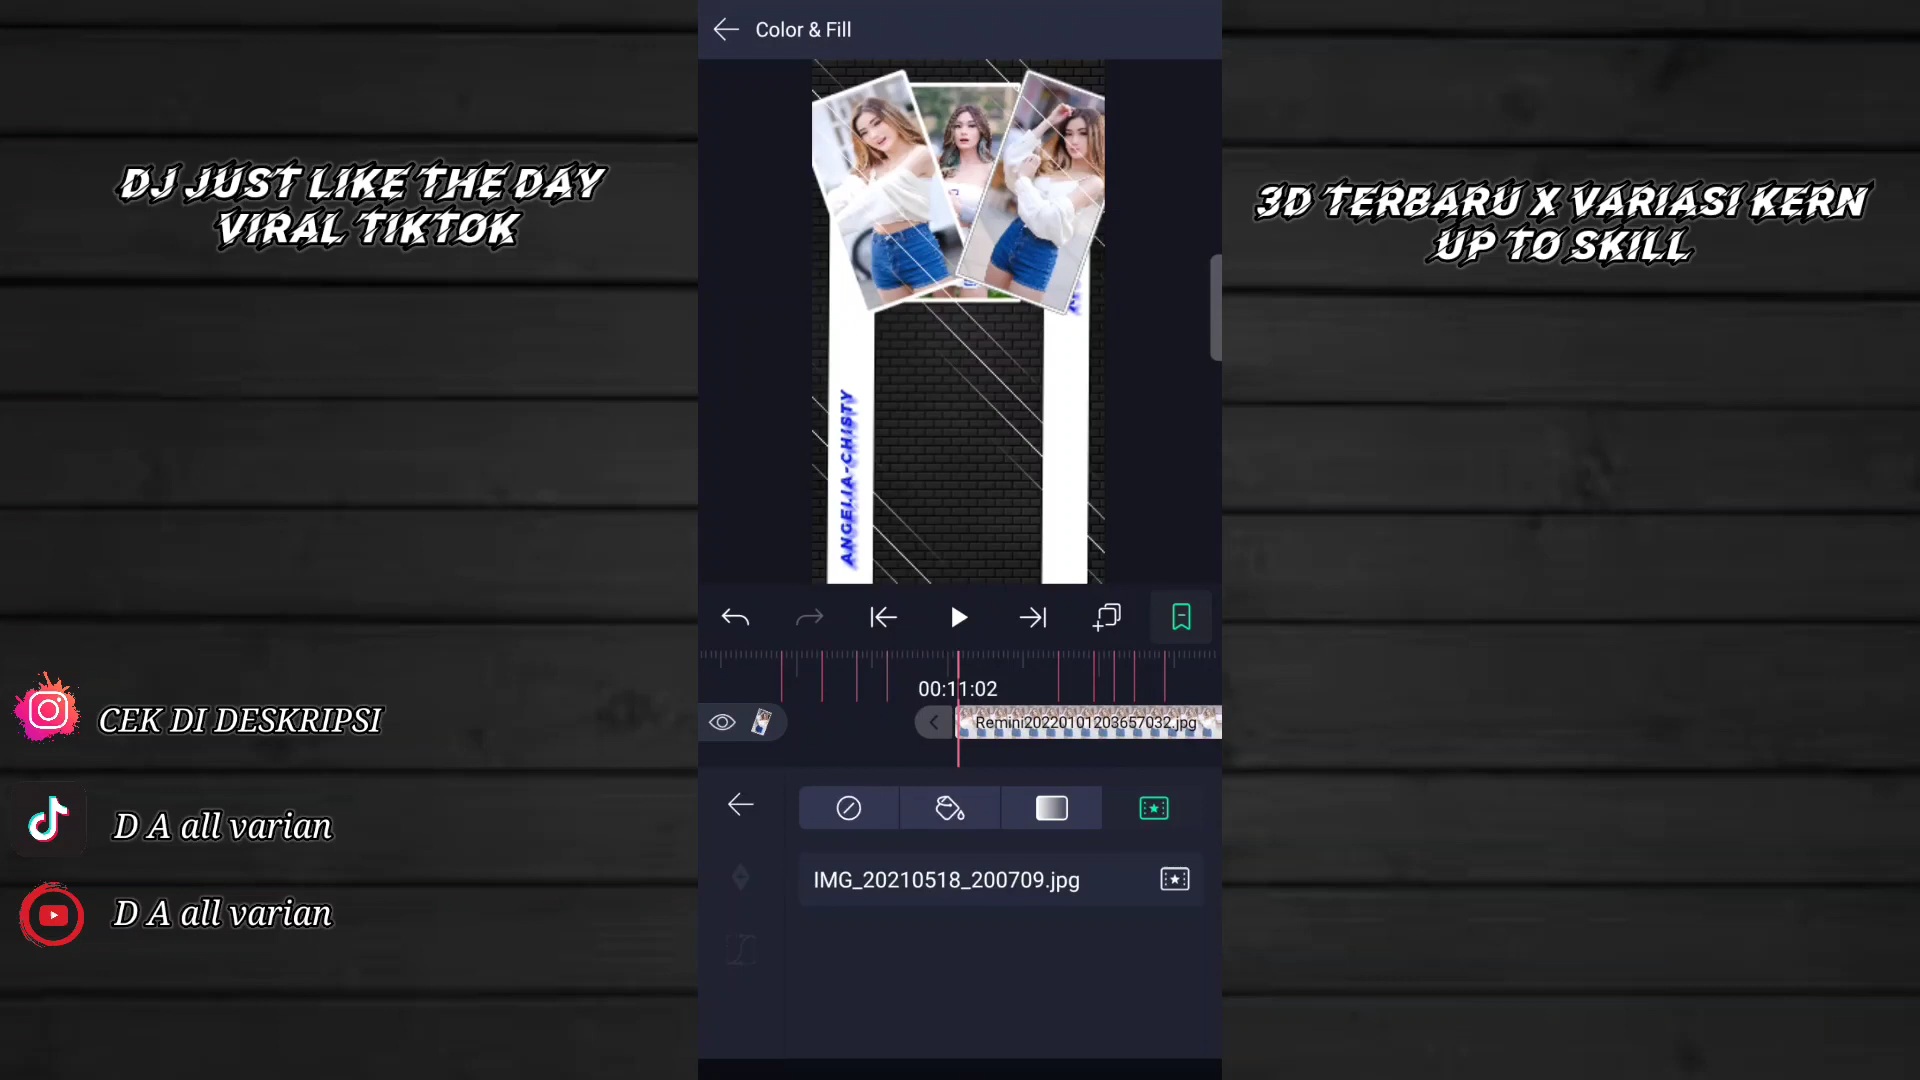 Color & Fill
DJ JUST LIKE THE DAY
VIRAL TIKTOK
3D TERBARU X VARIASI KERN
UP TO SKILL
ANGELIA-CHISTY
00:11:02
Remini20220101203657032.jpg
IMG_20210518_200709.jpg
CEK DI DESKRIPSI
D A all varian
D A all varian